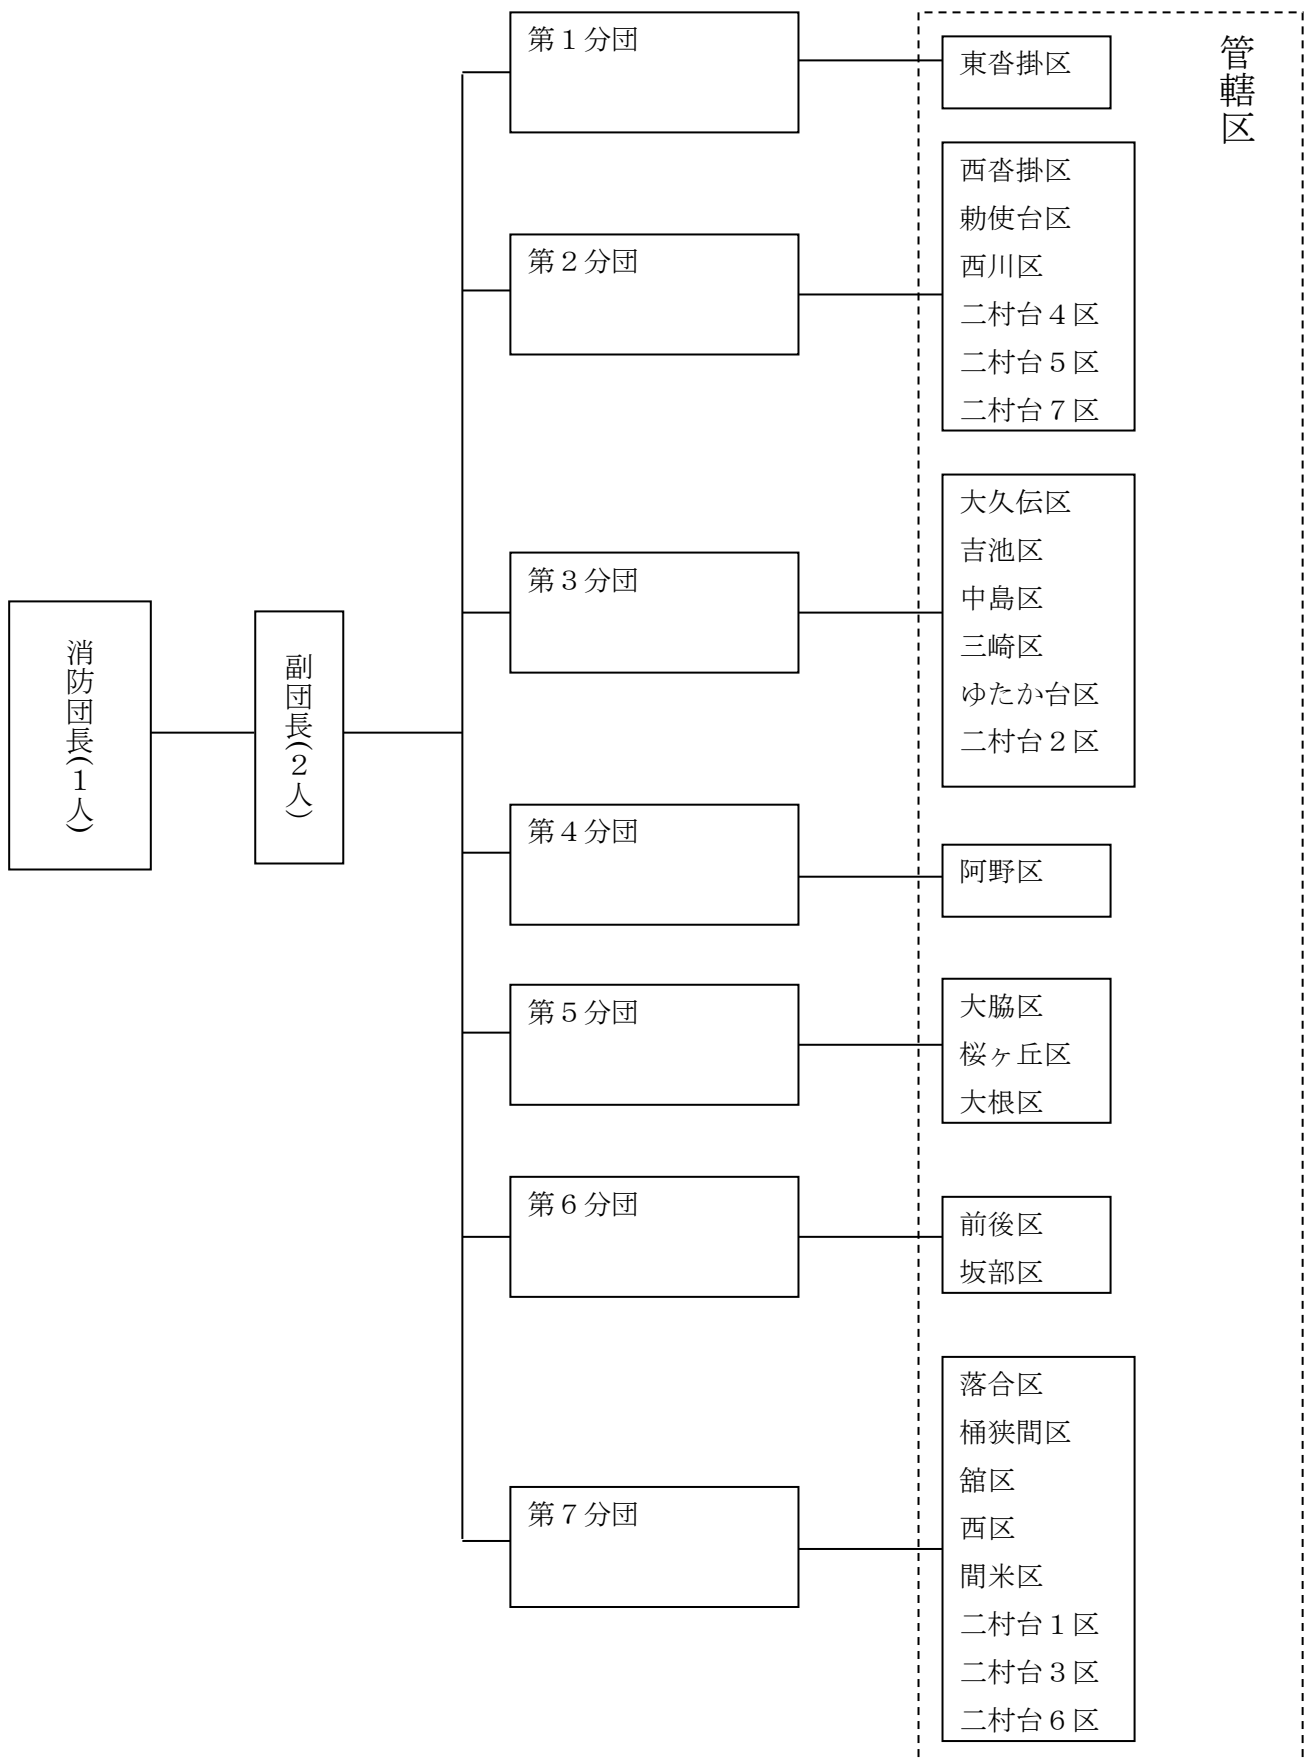 消防団長(１人)
副団長(２人)
管轄区
第１分団
東沓掛区
第２分団
西沓掛区
勅使台区
西川区
二村台４区
二村台５区
二村台７区
第３分団
大久伝区
吉池区
中島区
三崎区
ゆたか台区
二村台２区
第４分団
阿野区
第５分団
大脇区
桜ヶ丘区
大根区
第６分団
前後区
坂部区
第７分団
落合区
桶狭間区
舘区
西区
間米区
二村台１区
二村台３区
二村台６区